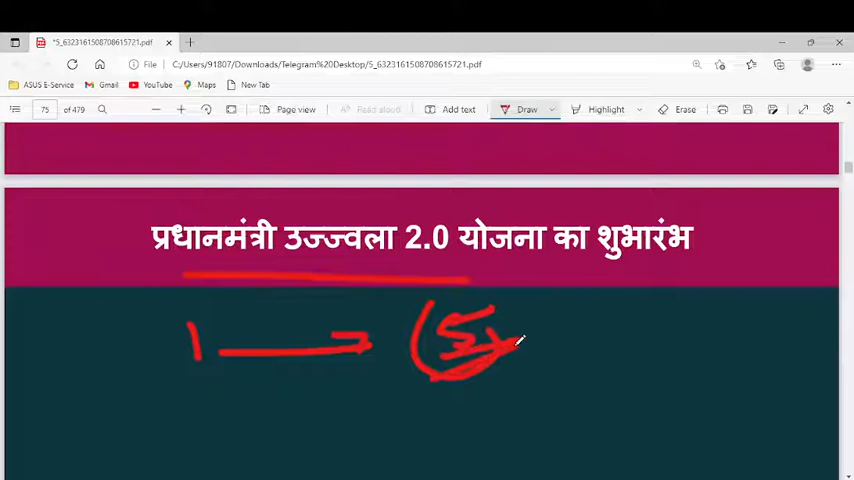 *5_6323161508708615721.pdf
File C:/Users/91807/Downloads/Telegram%20Desktop/5_6323161508708615721.pdf
ASUS E-Service Gmail YouTube Maps New Tab
75 of 479 Page view Read aloud Add text Draw Highlight Erase
प्रधानमंत्री उज्ज्वला 2.0 योजना का शुभारंभ
1 → (5